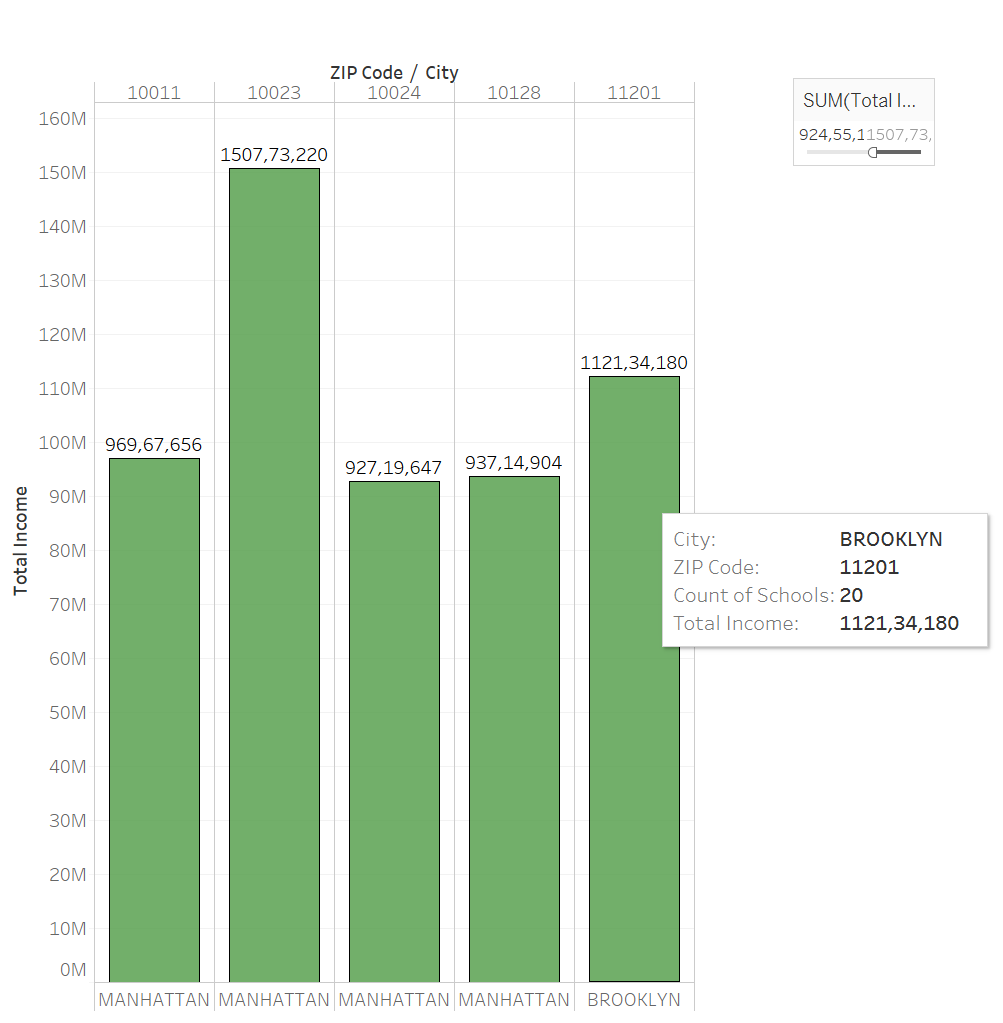 ZIP Code / City
10011 10023 10024 10128 11201
SUM(Total I...
924,55,1 1507,73,
160M
150M
140M
130M
120M
110M
100M
90M
80M
70M
60M
50M
40M
30M
20M
10M
0M
Total Income
969,67,656
1507,73,220
927,19,647
937,14,904
1121,34,180
City: BROOKLYN
ZIP Code: 11201
Count of Schools: 20
Total Income: 1121,34,180
MANHATTAN MANHATTAN MANHATTAN MANHATTAN BROOKLYN